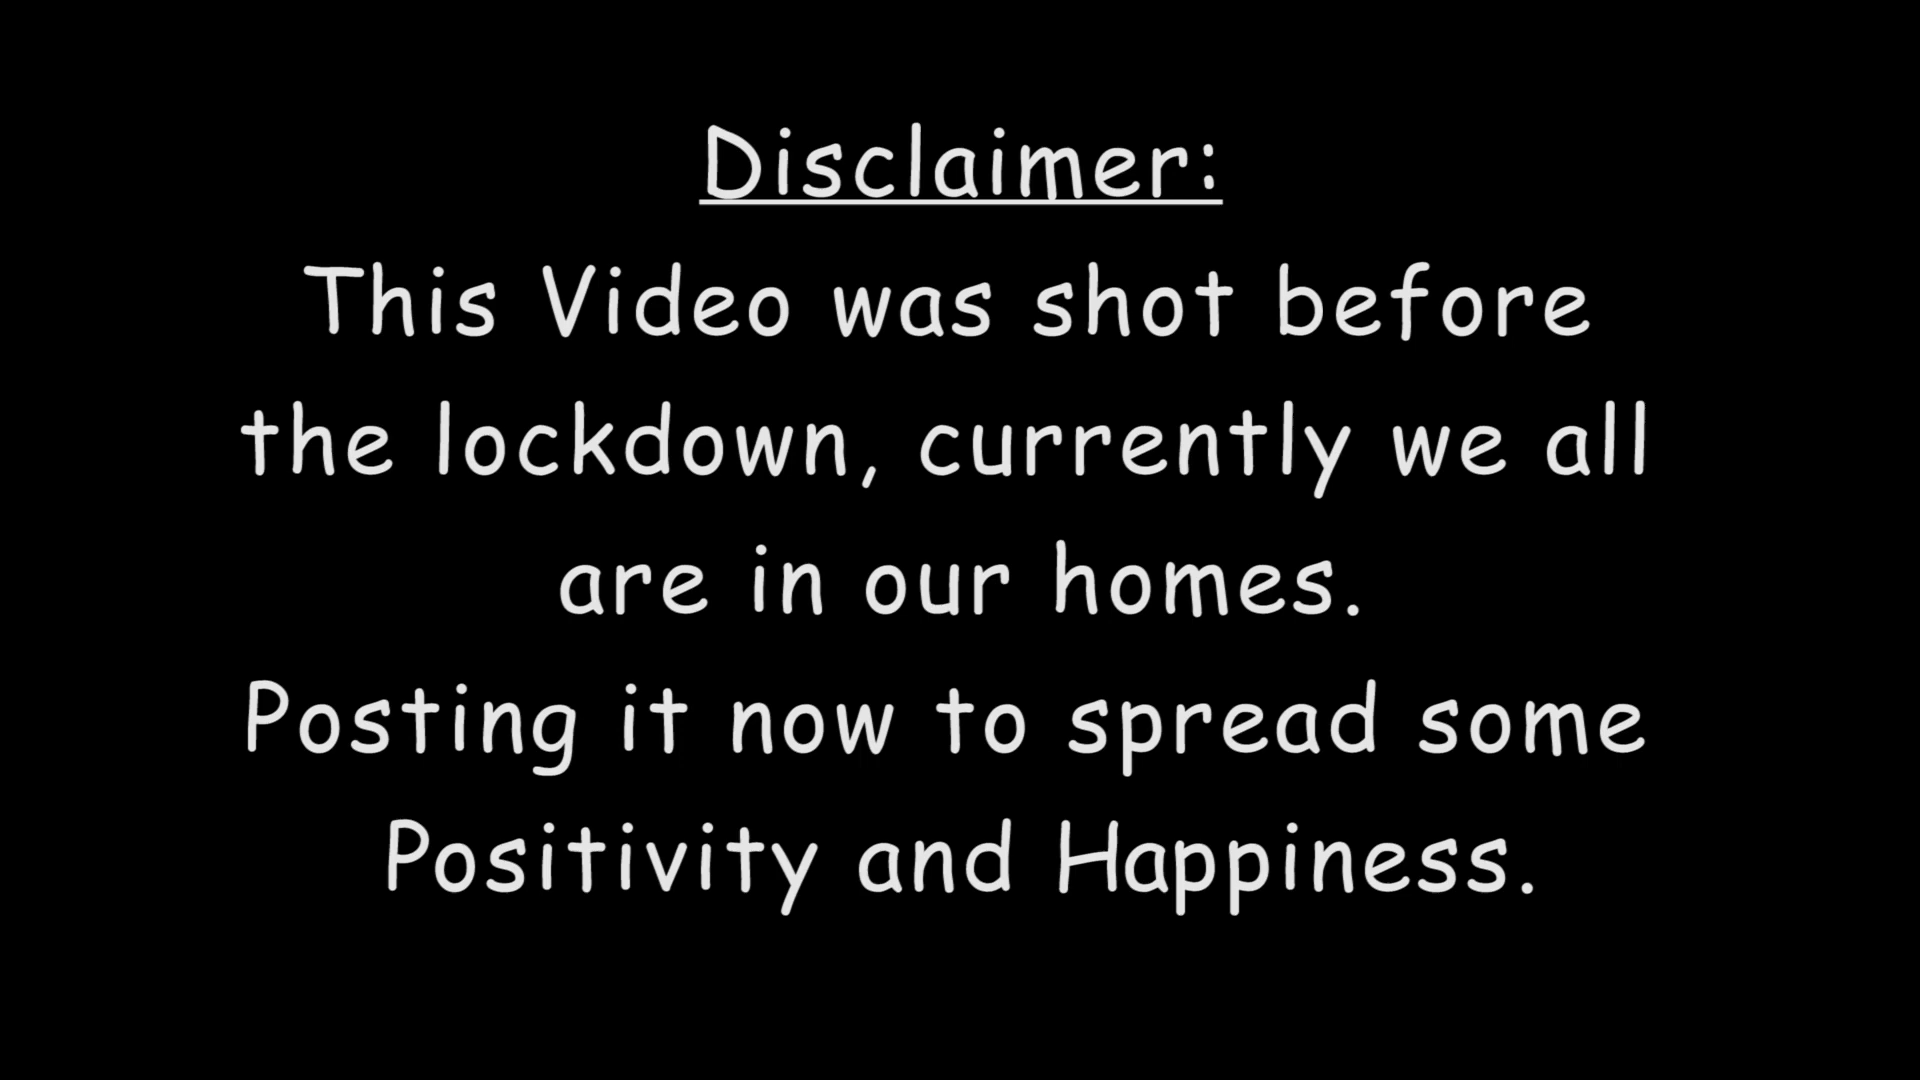 Disclaimer:
This Video was shot before
the lockdown, currently we all
are in our homes.
Posting it now to spread some
Positivity and Happiness.